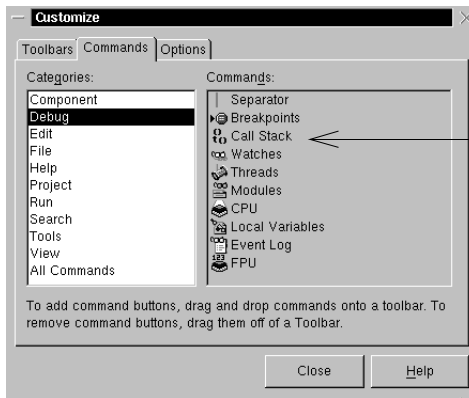 Customize
Toolbars Commands Options
Categories:
Component
Debug
Edit
File
Help
Project
Run
Search
Tools
View
All Commands
Commands:
Separator
Breakpoints
Call Stack
Watches
Threads
Modules
CPU
Local Variables
Event Log
FPU
To add command buttons, drag and drop commands onto a toolbar. To
remove command buttons, drag them off of a Toolbar.
Close Help